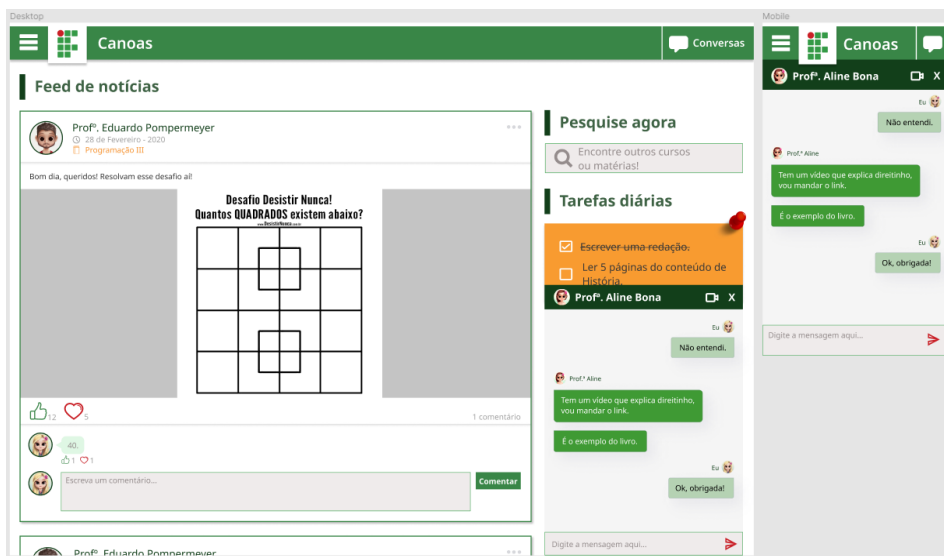 Desktop
Canoas
Conversas
Feed de notícias
Profº. Eduardo Pompermeyer
28 de Fevereiro - 2020
Programação III
Bom dia, queridos! Resolvam esse desafio aí!
Desafio Desistir Nunca!
Quantos QUADRADOS existem abaixo?
12
5
1 comentário
40.
1
1
Escreva um comentário...
Comentar
Profº. Eduardo Pompermeyer
Pesquise agora
Encontre outros cursos
ou matérias!
Tarefas diárias
Escrever uma redação.
Ler 5 páginas do conteúdo de
História.
Profª. Aline Bona
X
Eu
Não entendi.
Prof.ª Aline
Tem um vídeo que explica direitinho,
vou mandar o link.
É o exemplo do livro.
Eu
Ok, obrigada!
Digite a mensagem aqui...
Mobile
Canoas
Profª. Aline Bona
X
Eu
Não entendi.
Prof.ª Aline
Tem um vídeo que explica direitinho,
vou mandar o link.
É o exemplo do livro.
Eu
Ok, obrigada!
Digite a mensagem aqui...